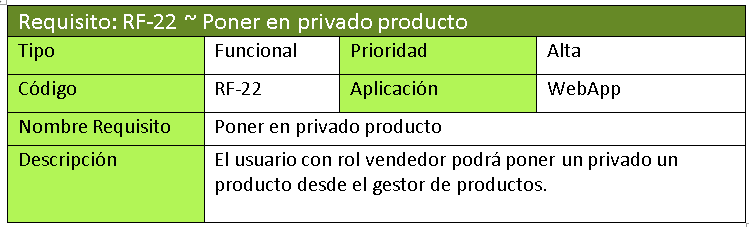 Requisito: RF-22 ~ Poner en privado producto
Tipo Funcional Prioridad Alta
Código RF-22 Aplicación WebApp
Nombre Requisito Poner en privado producto
Descripción El usuario con rol vendedor podrá poner un privado un
producto desde el gestor de productos.